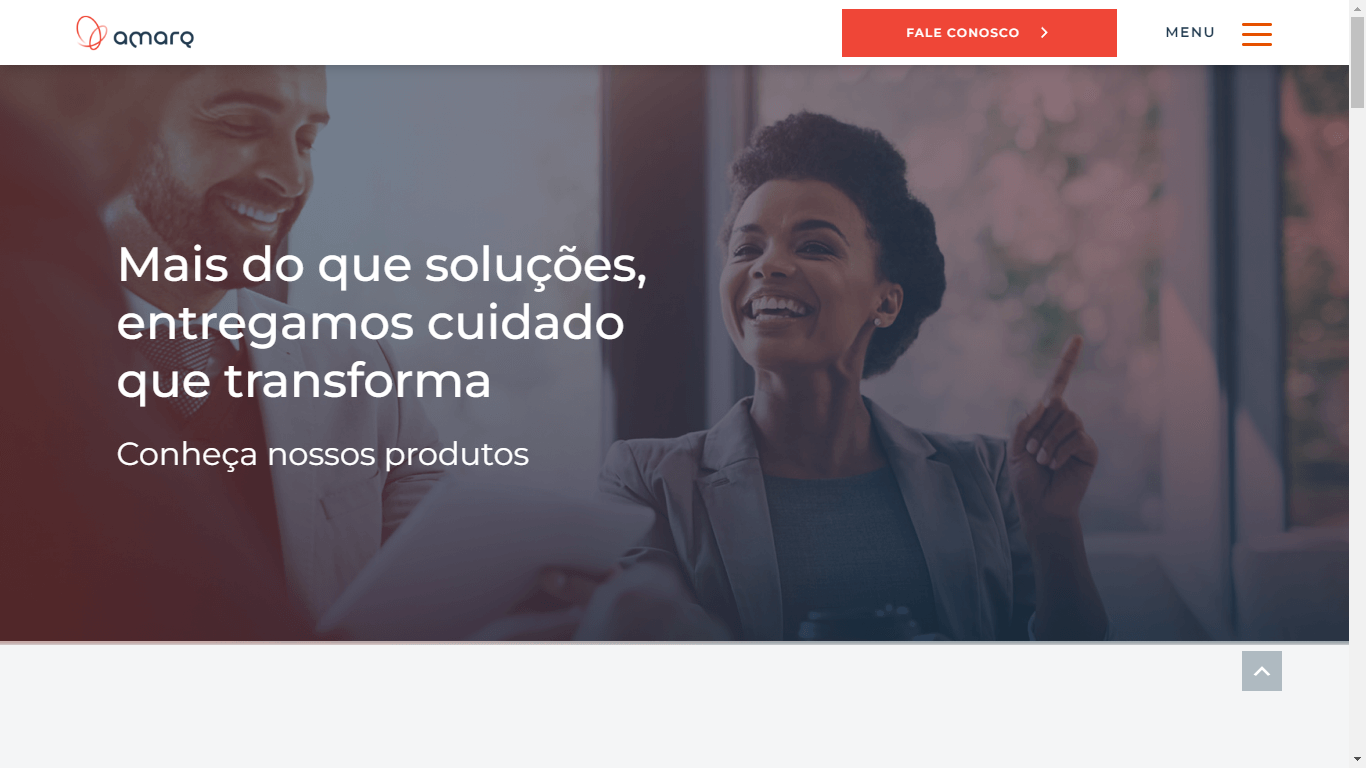 amarq
FALE CONOSCO
MENU
Mais do que soluções,
entregamos cuidado
que transforma
Conheça nossos produtos